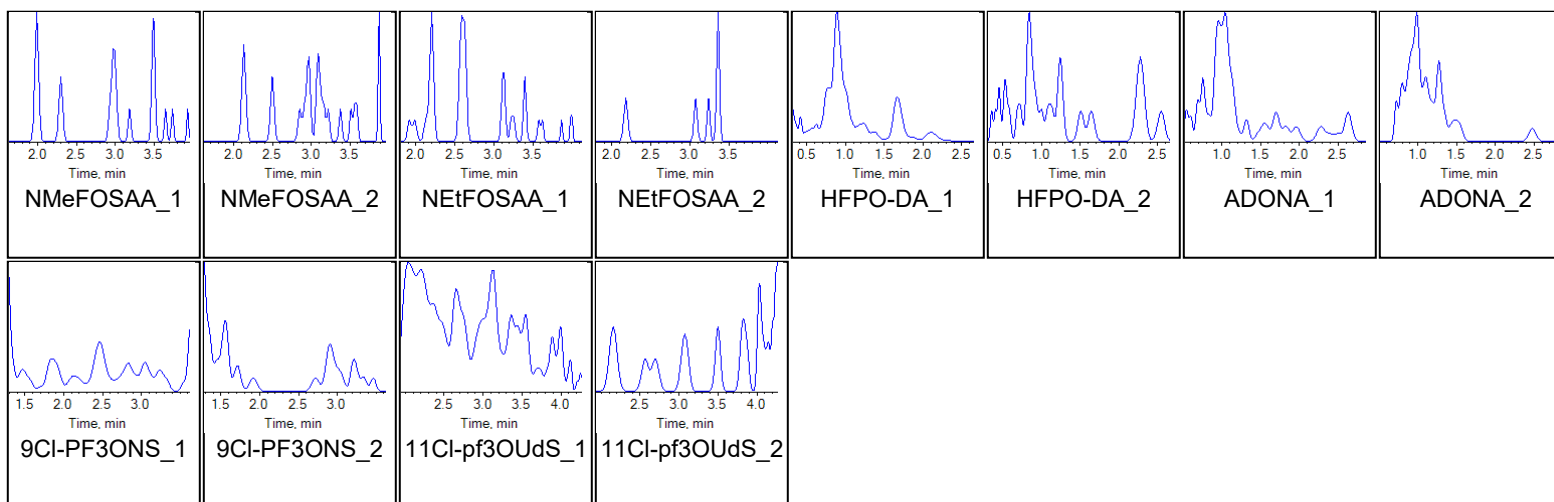 2.0 2.5 3.0 3.5
Time, min
NMeFOSAA_1
2.0 2.5 3.0 3.5
Time, min
NMeFOSAA_2
2.0 2.5 3.0 3.5
Time, min
NEtFOSAA_1
2.0 2.5 3.0 3.5
Time, min
NEtFOSAA_2
0.5 1.0 1.5 2.0 2.5
Time, min
HFPO-DA_1
0.5 1.0 1.5 2.0 2.5
Time, min
HFPO-DA_2
1.0 1.5 2.0 2.5
Time, min
ADONA_1
1.0 1.5 2.0 2.5
Time, min
ADONA_2
1.5 2.0 2.5 3.0
Time, min
9Cl-PF3ONS_1
1.5 2.0 2.5 3.0
Time, min
9Cl-PF3ONS_2
2.5 3.0 3.5 4.0
Time, min
11Cl-pf3OUdS_1
2.5 3.0 3.5 4.0
Time, min
11Cl-pf3OUdS_2